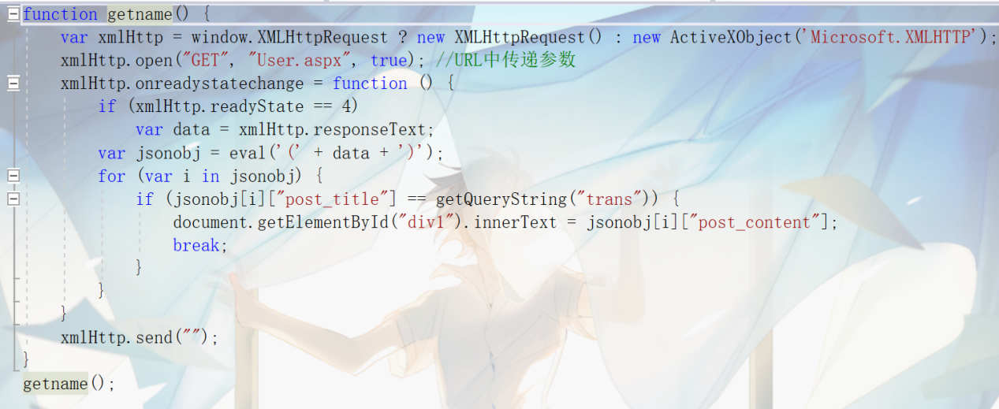 function getname() {
var xmlHttp = window.XMLHttpRequest ? new XMLHttpRequest() : new ActiveXObject('Microsoft.XMLHTTP');
xmlHttp.open("GET", "User.aspx", true); //URL中传递参数
xmlHttp.onreadystatechange = function () {
if (xmlHttp.readyState == 4)
var data = xmlHttp.responseText;
var jsonobj = eval('(' + data + ')');
for (var i in jsonobj) {
if (jsonobj[i]["post_title"] == getQueryString("trans")) {
document.getElementById("div1").innerText = jsonobj[i]["post_content"];
break;
}
}
}
xmlHttp.send("");
}
getname();